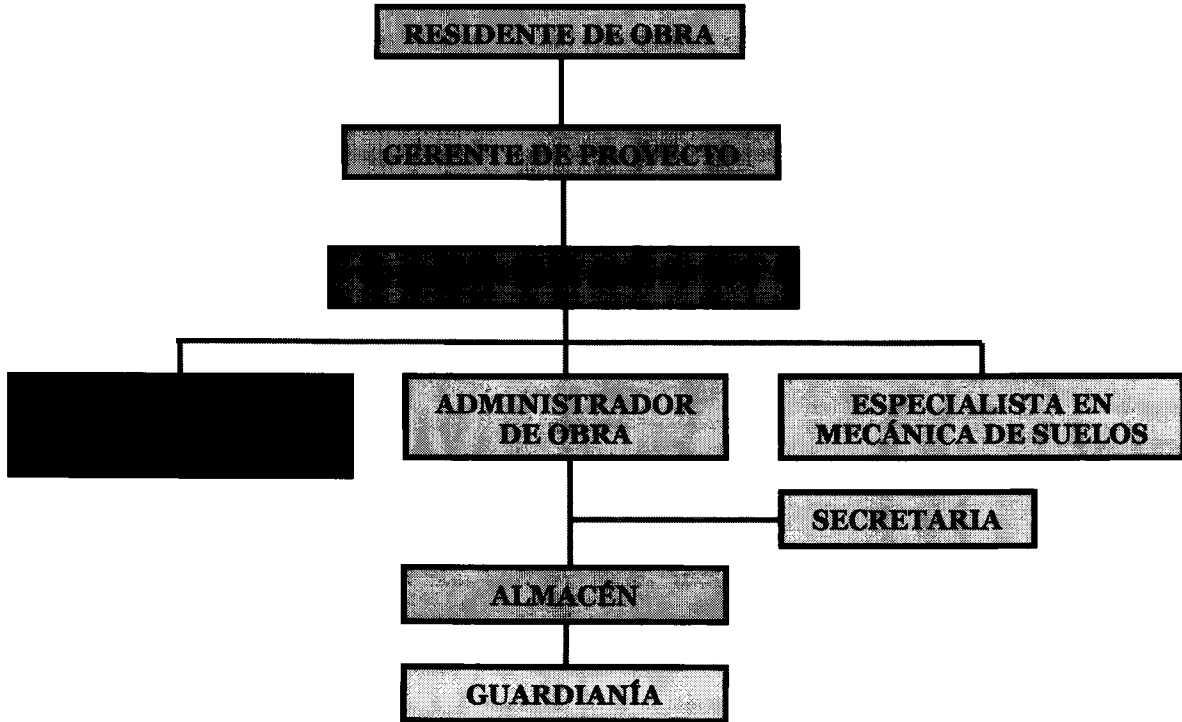 RESIDENTE DE OBRA
GERENTE DE PROYECTO
ADMINISTRADOR
DE OBRA
ESPECIALISTA EN
MECÁNICA DE SUELOS
SECRETARIA
ALMACÉN
GUARDIANÍA